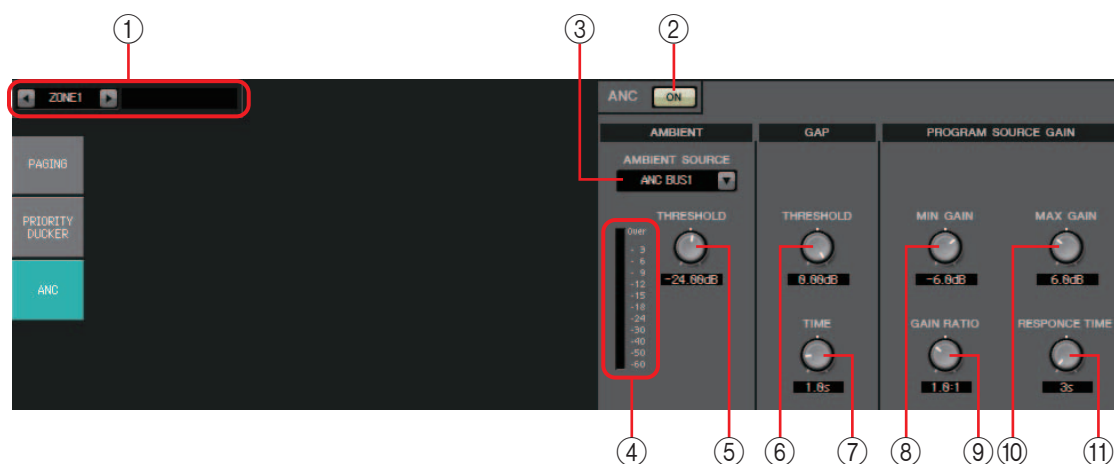 ① ③ ②
ZONE1
ANC ON
AMBIENT GAP PROGRAM SOURCE GAIN
PAGING
AMBIENT SOURCE
ANC BUS1
PRIORITY
DUCKER
THRESHOLD THRESHOLD MIN GAIN MAX GAIN
Over
- 3
- 6
- 9
-12
-15
-18
-24
-30
-40
-50
-60
-24.00dB 0.00dB -6.0dB 6.0dB
ANC
TIME GAIN RATIO RESPONCE TIME
1.0s 1.0:1 3s
④ ⑤ ⑥ ⑦ ⑧ ⑨ ⑩ ⑪